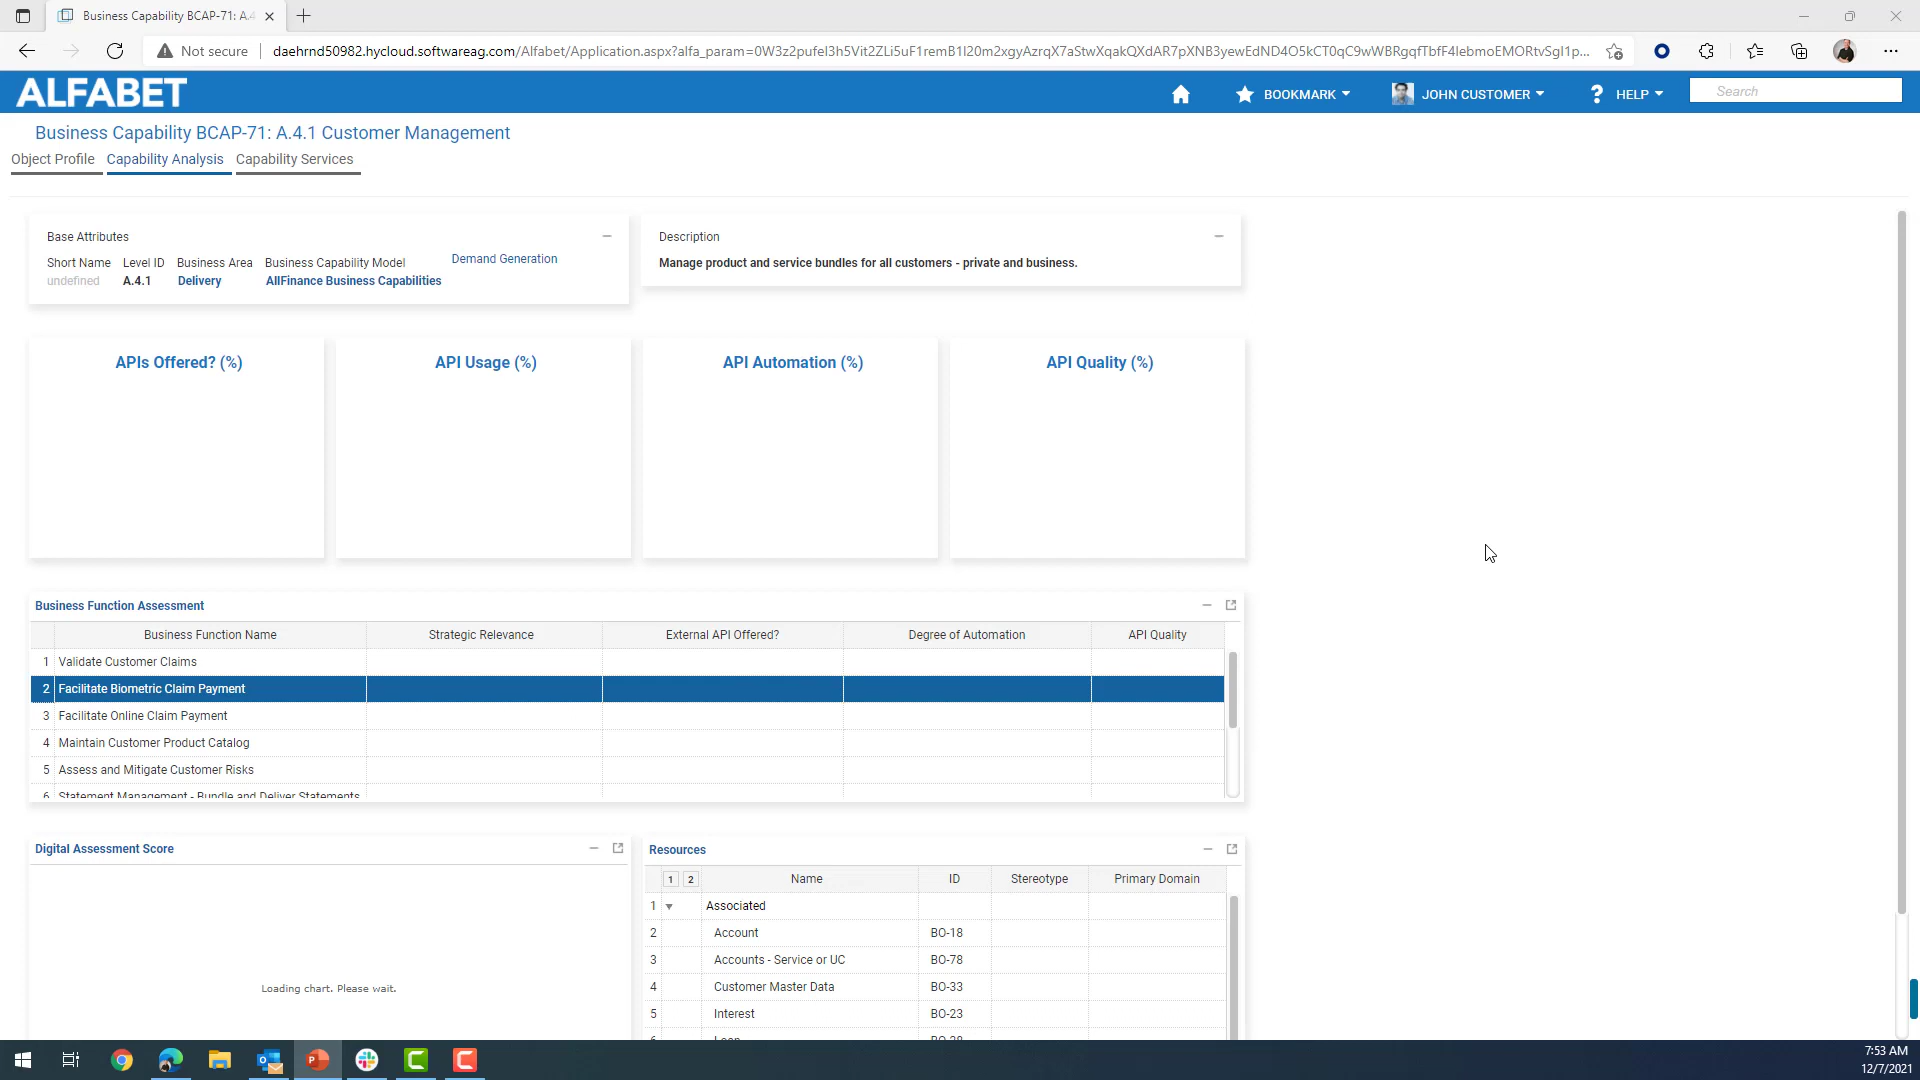 Business Capability BCAP-71: A.4
Not secure
daehrnd50982.hycloud.softwareag.com/Alfabet/Application.aspx?alfa_param=0W3z2pufeI3h5Vit2ZLi5uF1remB1I20m2xgyAzrqX7aStwXqakQXdAR7pXNB3yewEdND4O5kCT0qC9wWBRgqfTbfF4IebmoEMORtvSgI1p...
ALFABET
BOOKMARK
JOHN CUSTOMER
? HELP
Search
Business Capability BCAP-71: A.4.1 Customer Management
Object Profile Capability Analysis Capability Services
Base Attributes
Short Name Level ID Business Area Business Capability Model Demand Generation
undefined A.4.1 Delivery AllFinance Business Capabilities
Description
Manage product and service bundles for all customers - private and business.
APIs Offered? (%)
API Usage (%)
API Automation (%)
API Quality (%)
Business Function Assessment
Business Function Name Strategic Relevance External API Offered? Degree of Automation API Quality
1 Validate Customer Claims
2 Facilitate Biometric Claim Payment
3 Facilitate Online Claim Payment
4 Maintain Customer Product Catalog
5 Assess and Mitigate Customer Risks
6 Statement Management - Bundle and Deliver Statements
Digital Assessment Score
Loading chart. Please wait.
Resources
1 2 Name ID Stereotype Primary Domain
1 Associated
2 Account BO-18
3 Accounts - Service or UC BO-78
4 Customer Master Data BO-33
5 Interest BO-23
7:53 AM
12/7/2021